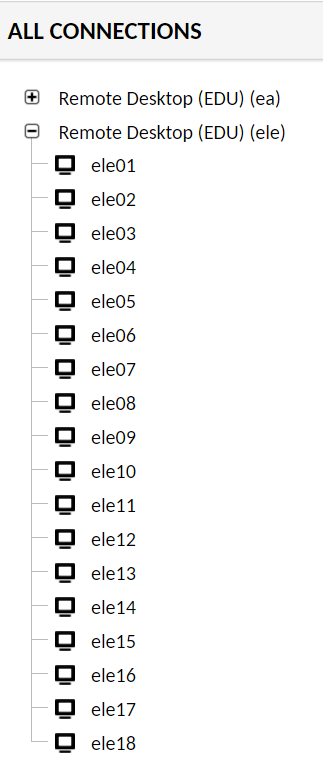 ALL CONNECTIONS
Remote Desktop (EDU) (ea)
Remote Desktop (EDU) (ele)
ele01
ele02
ele03
ele04
ele05
ele06
ele07
ele08
ele09
ele10
ele11
ele12
ele13
ele14
ele15
ele16
ele17
ele18